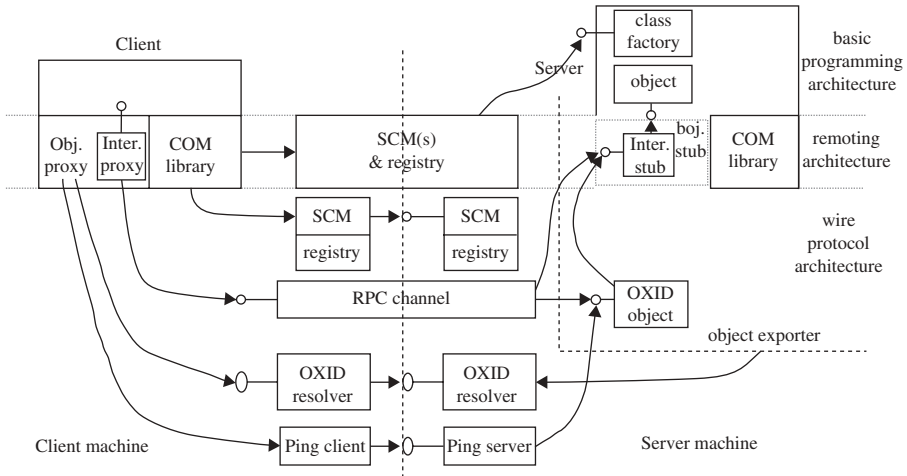 Client
class
factory
basic
programming
architecture
Server
object
Obj.
proxy
Inter.
proxy
COM
library
SCM(s)
& registry
boj.
stub
Inter.
stub
COM
library
remoting
architecture
SCM
registry
SCM
registry
wire
protocol
architecture
RPC channel
OXID
object
object exporter
OXID
resolver
OXID
resolver
Client machine
Ping client
Ping server
Server machine